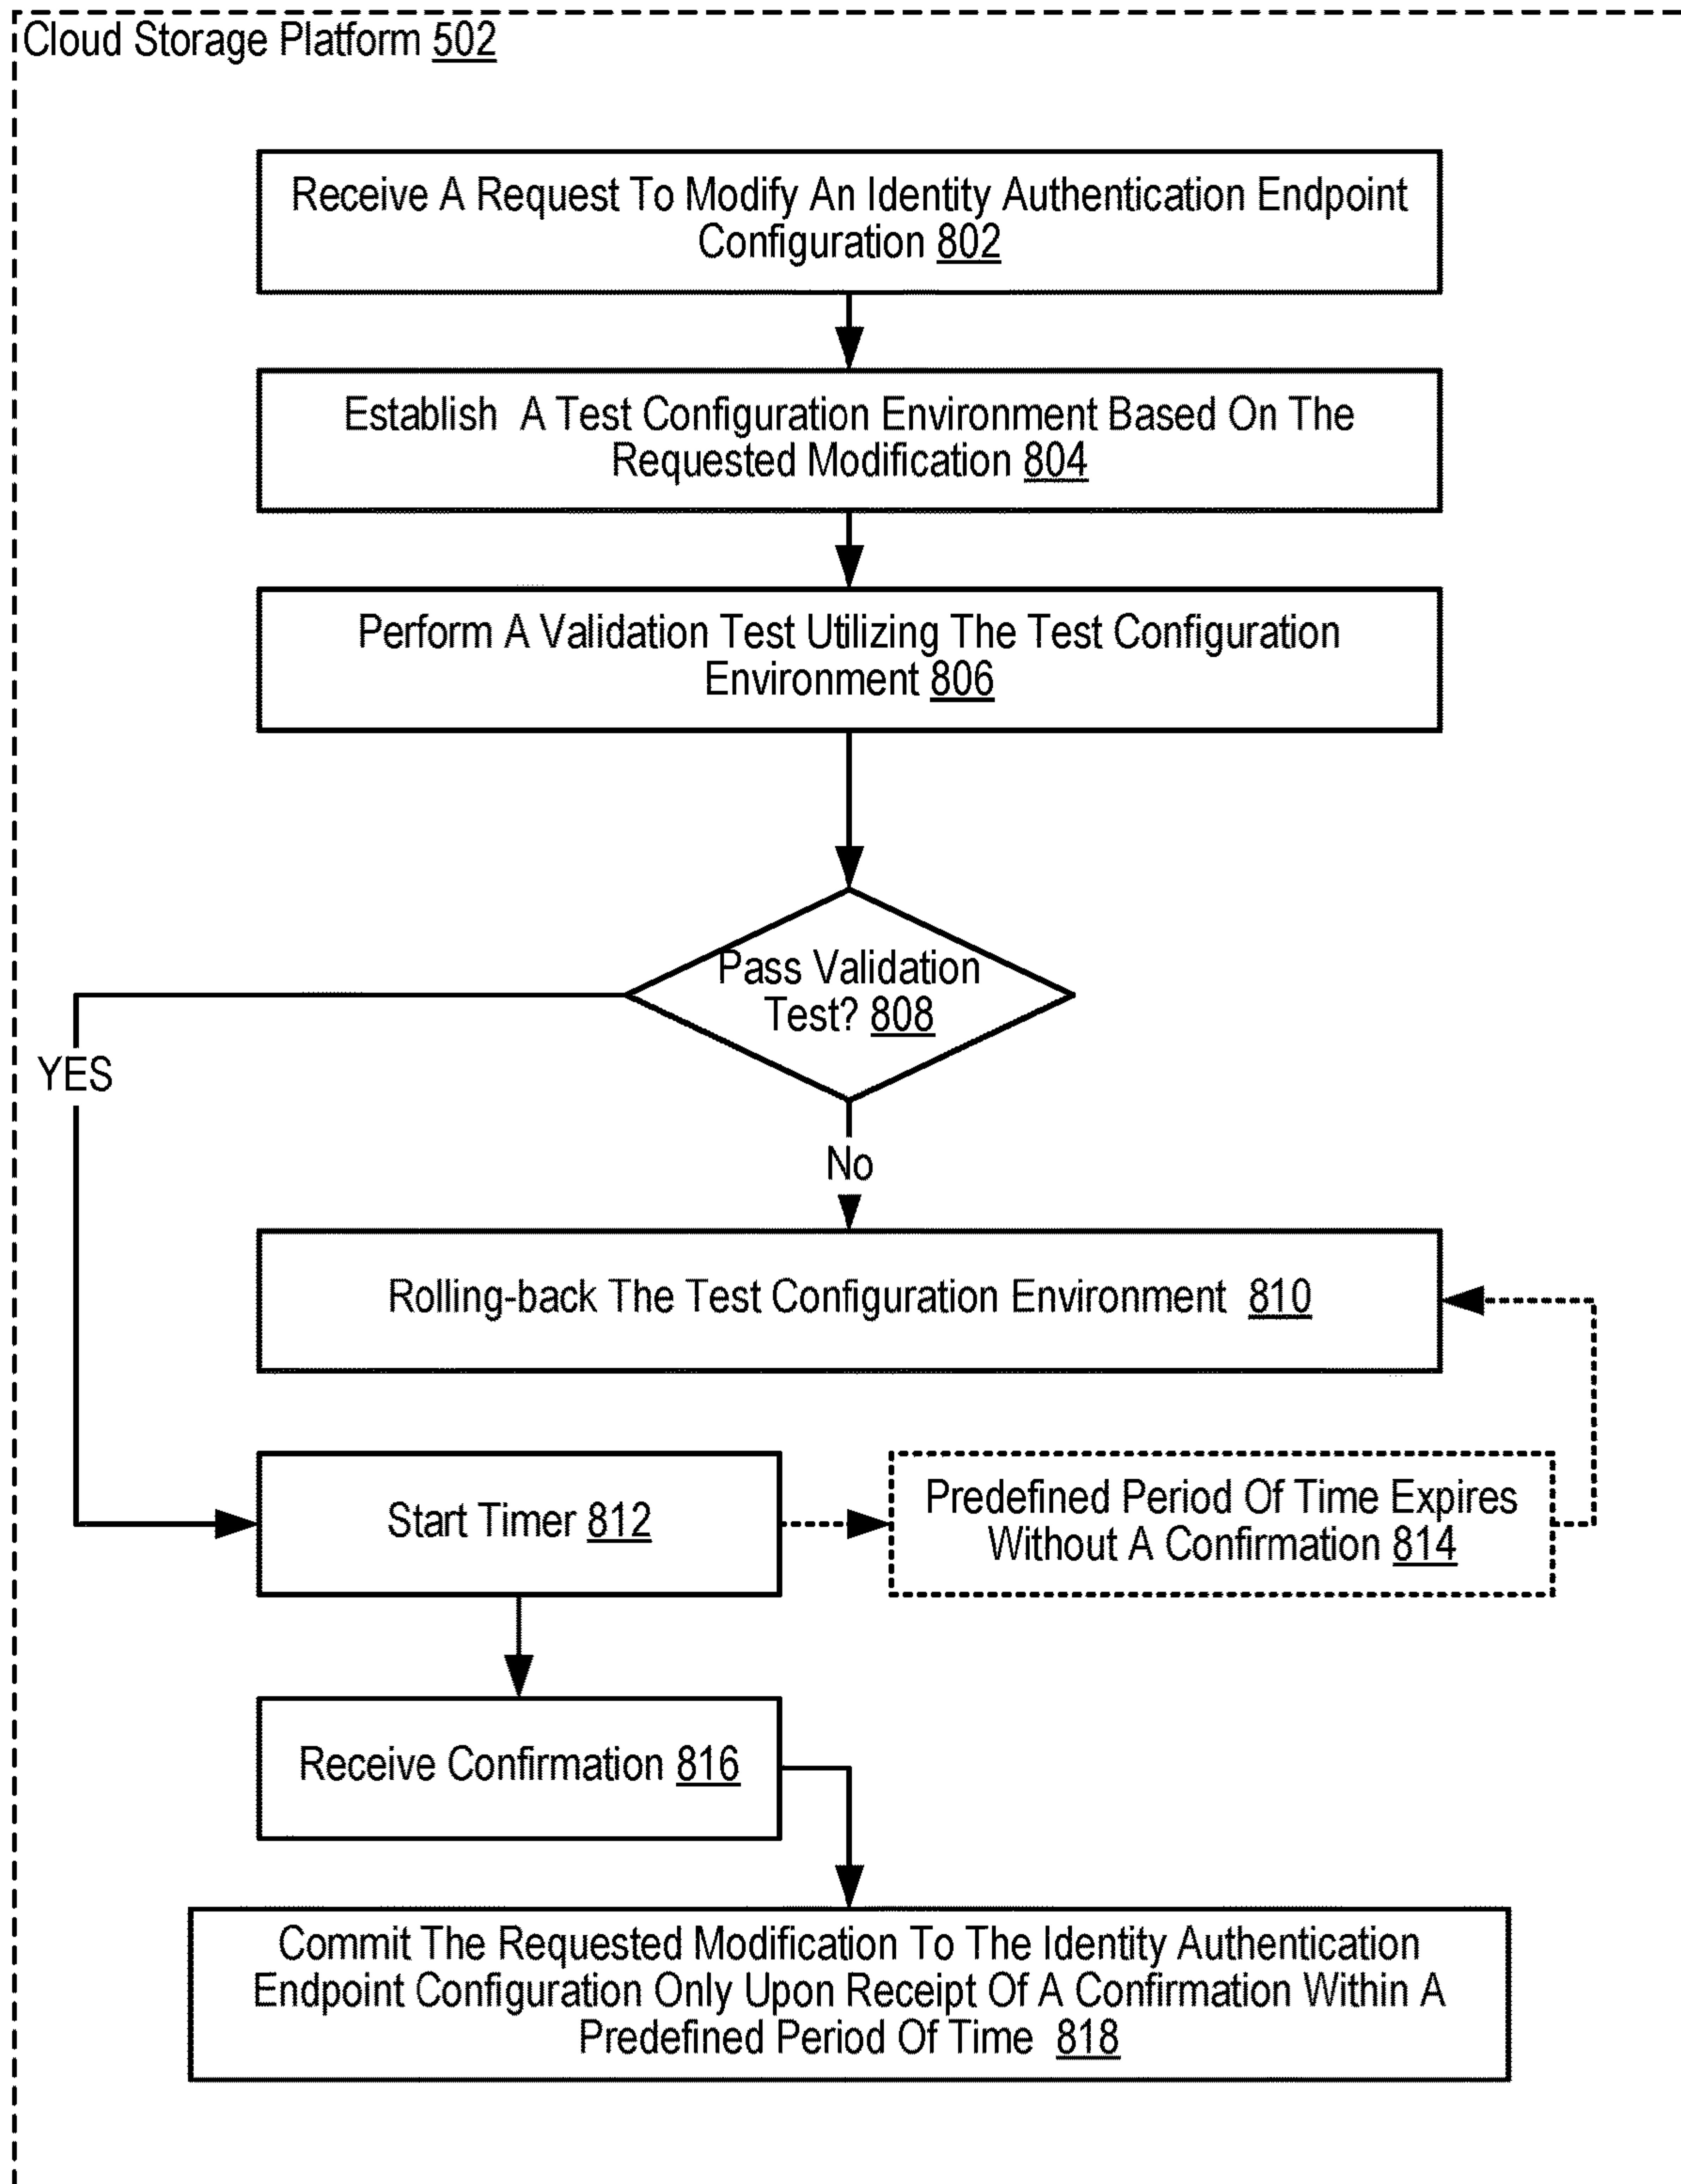 Cloud Storage Platform 502
Receive A Request To Modify An Identity Authentication Endpoint
Configuration 802
Establish A Test Configuration Environment Based On The
Requested Modification 804
Perform A Validation Test Utilizing The Test Configuration
Environment 806
Pass Validation
Test? 808
YES
No
Rolling-back The Test Configuration Environment 810
Start Timer 812
Predefined Period Of Time Expires
Without A Confirmation 814
Receive Confirmation 816
Commit The Requested Modification To The Identity Authentication
Endpoint Configuration Only Upon Receipt Of A Confirmation Within A
Predefined Period Of Time 818